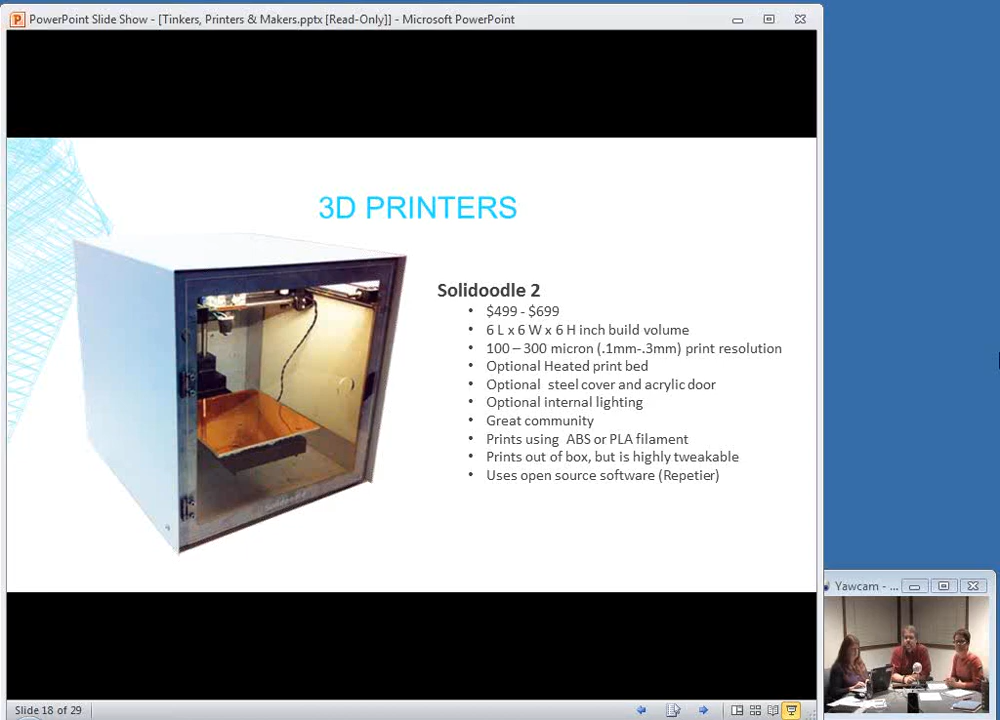 PowerPoint Slide Show - [Tinkers, Printers & Makers.pptx [Read-Only]] - Microsoft PowerPoint
3D PRINTERS
Solidoodle 2
• $499 - $699
• 6 L x 6 W x 6 H inch build volume
• 100 – 300 micron (.1mm-.3mm) print resolution
• Optional Heated print bed
• Optional  steel cover and acrylic door
• Optional internal lighting
• Great community
• Prints using  ABS or PLA filament
• Prints out of box, but is highly tweakable
• Uses open source software (Repetier)
Yawcam - ...
Slide 18 of 29